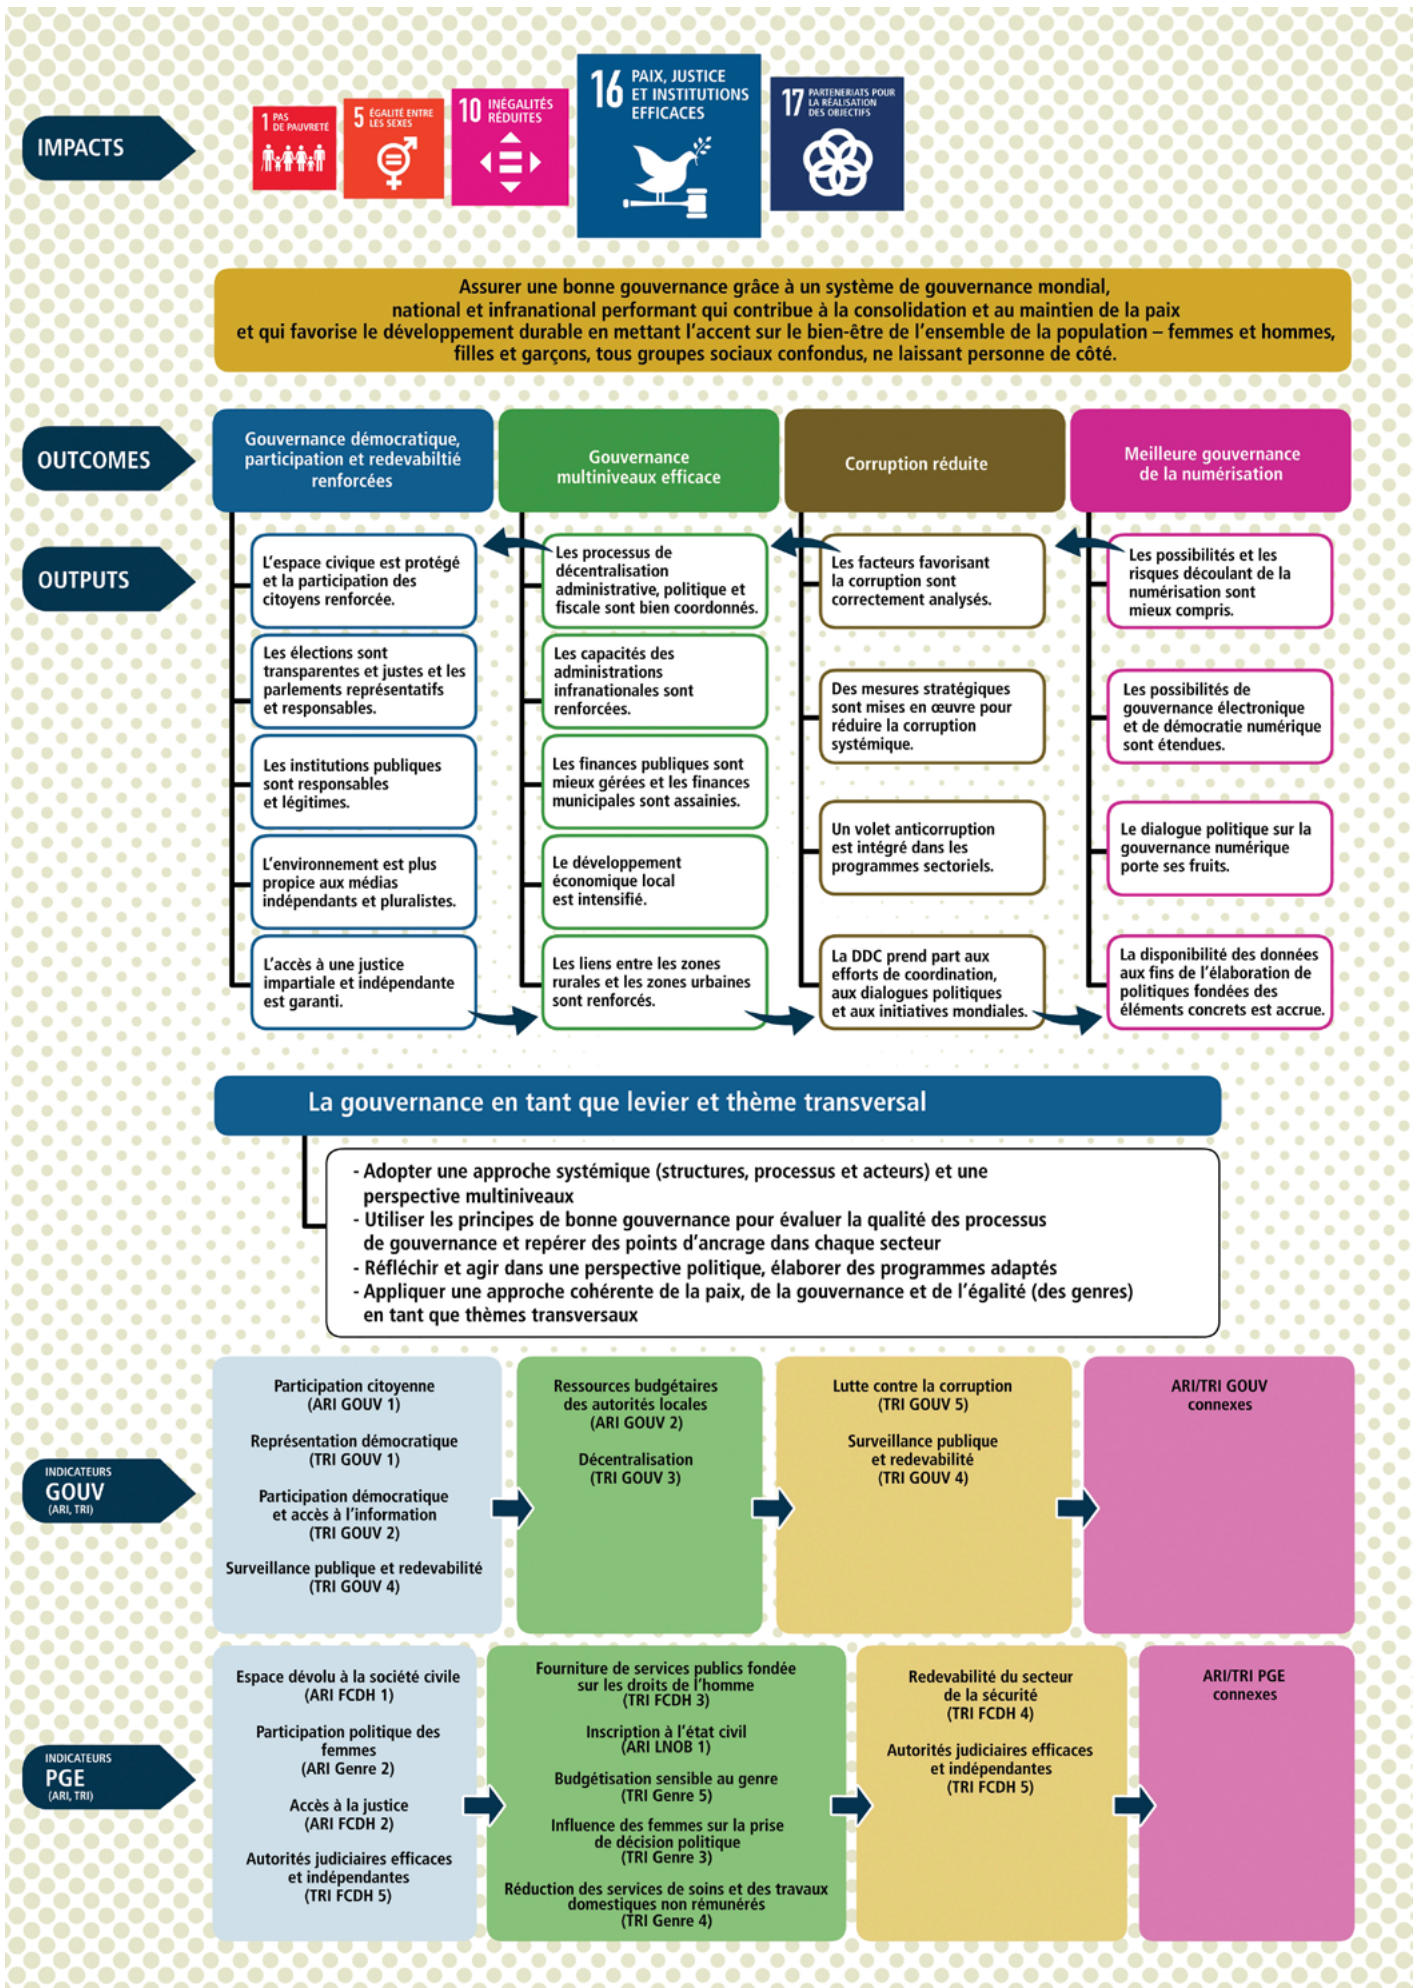 IMPACTS
1 PAS
DE PAUVRETÉ
5 ÉGALITÉ ENTRE
LES SEXES
10 INÉGALITÉS
RÉDUITES
16 PAIX, JUSTICE
ET INSTITUTIONS
EFFICACES
17 PARTENERIATS POUR
LA RÉALISATION
DES OBJECTIFS
Assurer une bonne gouvernance grâce à un système de gouvernance mondial,
national et infranational performant qui contribue à la consolidation et au maintien de la paix
et qui favorise le développement durable en mettant l'accent sur le bien-être de l'ensemble de la population – femmes et hommes,
filles et garçons, tous groupes sociaux confondus, ne laissant personne de côté.
OUTCOMES
Gouvernance démocratique,
participation et redevabiltié
renforcées
Gouvernance
multiniveaux efficace
Corruption réduite
Meilleure gouvernance
de la numérisation
OUTPUTS
L'espace civique est protégé
et la participation des
citoyens renforcée.
Les élections sont
transparentes et justes et les
parlements représentatifs
et responsables.
Les institutions publiques
sont responsables
et légitimes.
L'environnement est plus
propice aux médias
indépendants et pluralistes.
L'accès à une justice
impartiale et indépendante
est garanti.
Les processus de
décentralisation
administrative, politique et
fiscale sont bien coordonnés.
Les capacités des
administrations
infranationales sont
renforcées.
Les finances publiques sont
mieux gérées et les finances
municipales sont assainies.
Le développement
économique local
est intensifié.
Les liens entre les zones
rurales et les zones urbaines
sont renforcés.
Les facteurs favorisant
la corruption sont
correctement analysés.
Des mesures stratégiques
sont mises en œuvre pour
réduire la corruption
systémique.
Un volet anticorruption
est intégré dans les
programmes sectoriels.
La DDC prend part aux
efforts de coordination,
aux dialogues politiques
et aux initiatives mondiales.
Les possibilités et les
risques découlant de la
numérisation sont
mieux compris.
Les possibilités de
gouvernance électronique
et de démocratie numérique
sont étendues.
Le dialogue politique sur la
gouvernance numérique
porte ses fruits.
La disponibilité des données
aux fins de l'élaboration de
politiques fondées des
éléments concrets est accrue.
La gouvernance en tant que levier et thème transversal
- Adopter une approche systémique (structures, processus et acteurs) et une
perspective multiniveaux
- Utiliser les principes de bonne gouvernance pour évaluer la qualité des processus
de gouvernance et repérer des points d'ancrage dans chaque secteur
- Réfléchir et agir dans une perspective politique, élaborer des programmes adaptés
- Appliquer une approche cohérente de la paix, de la gouvernance et de l'égalité (des genres)
en tant que thèmes transversaux
INDICATEURS
GOUV
(ARI, TRI)
Participation citoyenne
(ARI GOUV 1)
Représentation démocratique
(TRI GOUV 1)
Participation démocratique
et accès à l'information
(TRI GOUV 2)
Surveillance publique et redevabilité
(TRI GOUV 4)
Ressources budgétaires
des autorités locales
(ARI GOUV 2)
Décentralisation
(TRI GOUV 3)
Lutte contre la corruption
(TRI GOUV 5)
Surveillance publique
et redevabilité
(TRI GOUV 4)
ARI/TRI GOUV
connexes
INDICATEURS
PGE
(ARI, TRI)
Espace dévolu à la société civile
(ARI FCDH 1)
Participation politique des
femmes
(ARI Genre 2)
Accès à la justice
(ARI FCDH 2)
Autorités judiciaires efficaces
et indépendantes
(TRI FCDH 5)
Fourniture de services publics fondée
sur les droits de l'homme
(TRI FCDH 3)
Inscription à l'état civil
(ARI LNOB 1)
Budgétisation sensible au genre
(TRI Genre 5)
Influence des femmes sur la prise
de décision politique
(TRI Genre 3)
Réduction des services de soins et des travaux
domestiques non rémunérés
(TRI Genre 4)
Redevabilité du secteur
de la sécurité
(TRI FCDH 4)
Autorités judiciaires efficaces
et indépendantes
(TRI FCDH 5)
ARI/TRI PGE
connexes